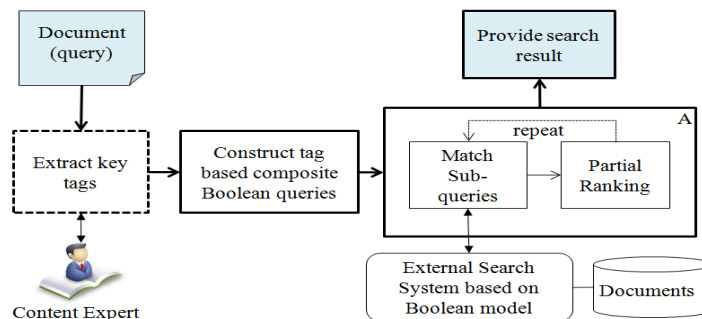 Document
(query)
Provide search
result
A
repeat
Extract key
tags
Construct tag
based composite
Boolean queries
Match
Sub-
queries
Partial
Ranking
External Search
System based on
Boolean model
Documents
Content Expert